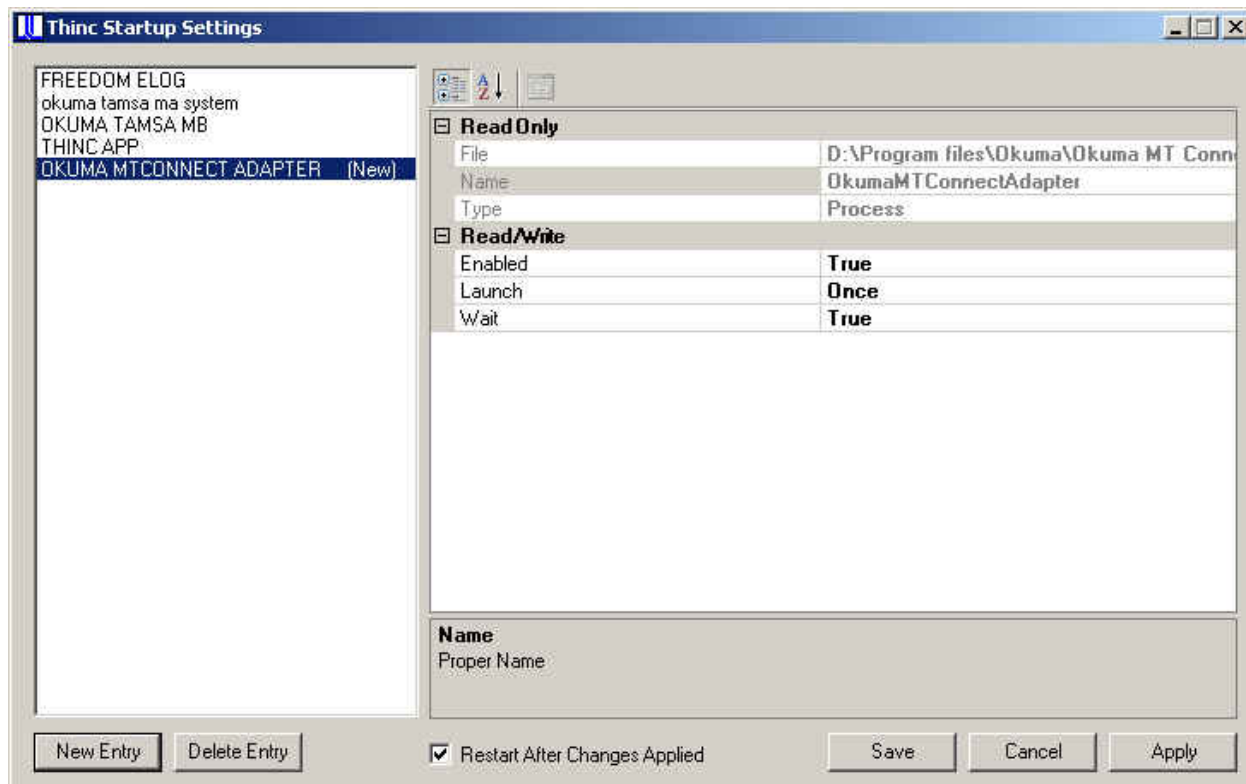 Thinc Startup Settings
FREEDOM ELOG
okuma tamsa ma system
OKUMA TAMSA MB
THINC APP
OKUMA MTCONNECT ADAPTER (New)
Read Only
File D:\Program files\Okuma\Okuma MT Conn
Name OkumaMTConnectAdapter
Type Process
Read/Write
Enabled True
Launch Once
Wait True
Name
Proper Name
New Entry Delete Entry Restart After Changes Applied Save Cancel Apply